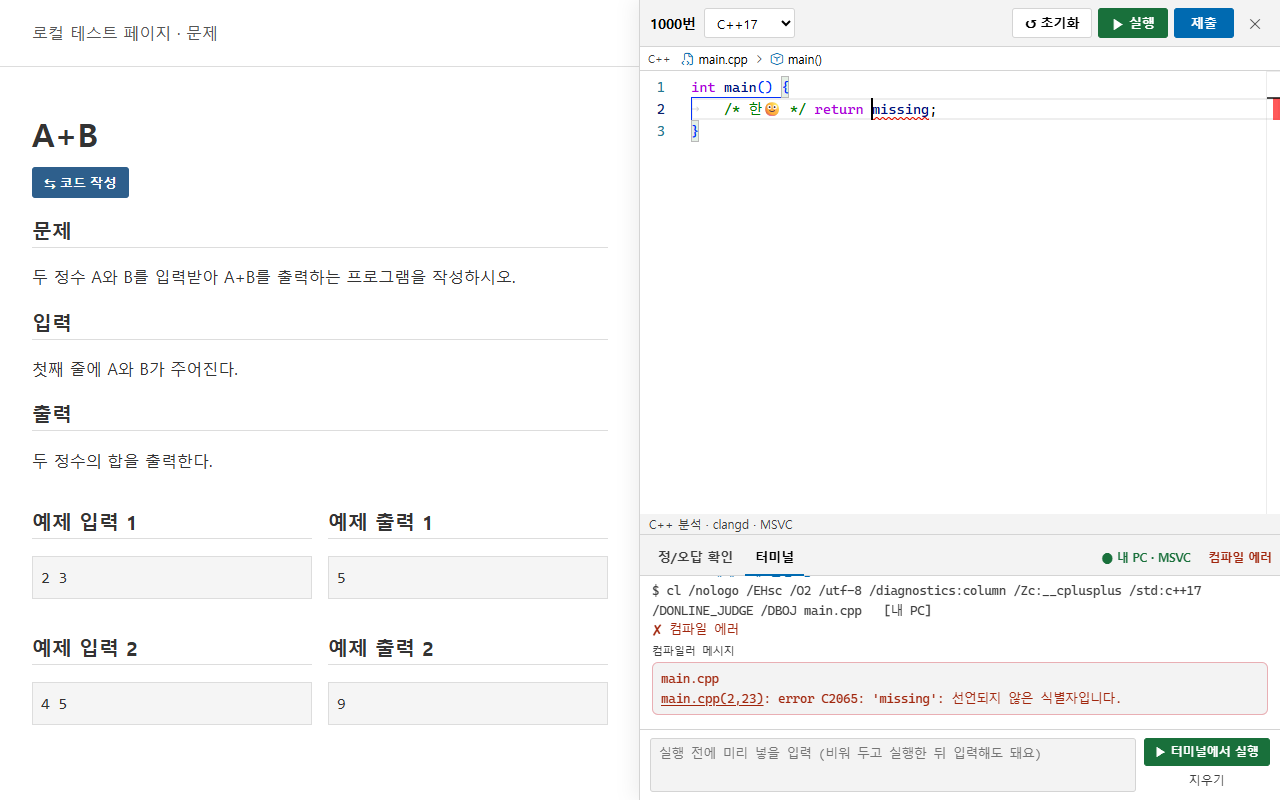 로컬 테스트 페이지 · 문제
A+B
⇆ 코드 작성
문제
두 정수 A와 B를 입력받아 A+B를 출력하는 프로그램을 작성하시오.
입력
첫째 줄에 A와 B가 주어진다.
출력
두 정수의 합을 출력한다.
예제 입력 1
2 3
예제 출력 1
5
예제 입력 2
4 5
예제 출력 2
9
1000번
C++17
↺ 초기화
▶ 실행
제출
C++ main.cpp > main()
1 int main() {
2 /* 한😀 */ return missing;
3 }
C++ 분석 · clangd · MSVC
정/오답 확인
터미널
● 내 PC · MSVC
컴파일 에러
$ cl /nologo /EHsc /O2 /utf-8 /diagnostics:column /Zc:__cplusplus /std:c++17
/DONLINE_JUDGE /DBOJ main.cpp [내 PC]
✗ 컴파일 에러
컴파일러 메시지
main.cpp
main.cpp(2,23): error C2065: 'missing': 선언되지 않은 식별자입니다.
실행 전에 미리 넣을 입력 (비워 두고 실행한 뒤 입력해도 돼요)
▶ 터미널에서 실행
지우기